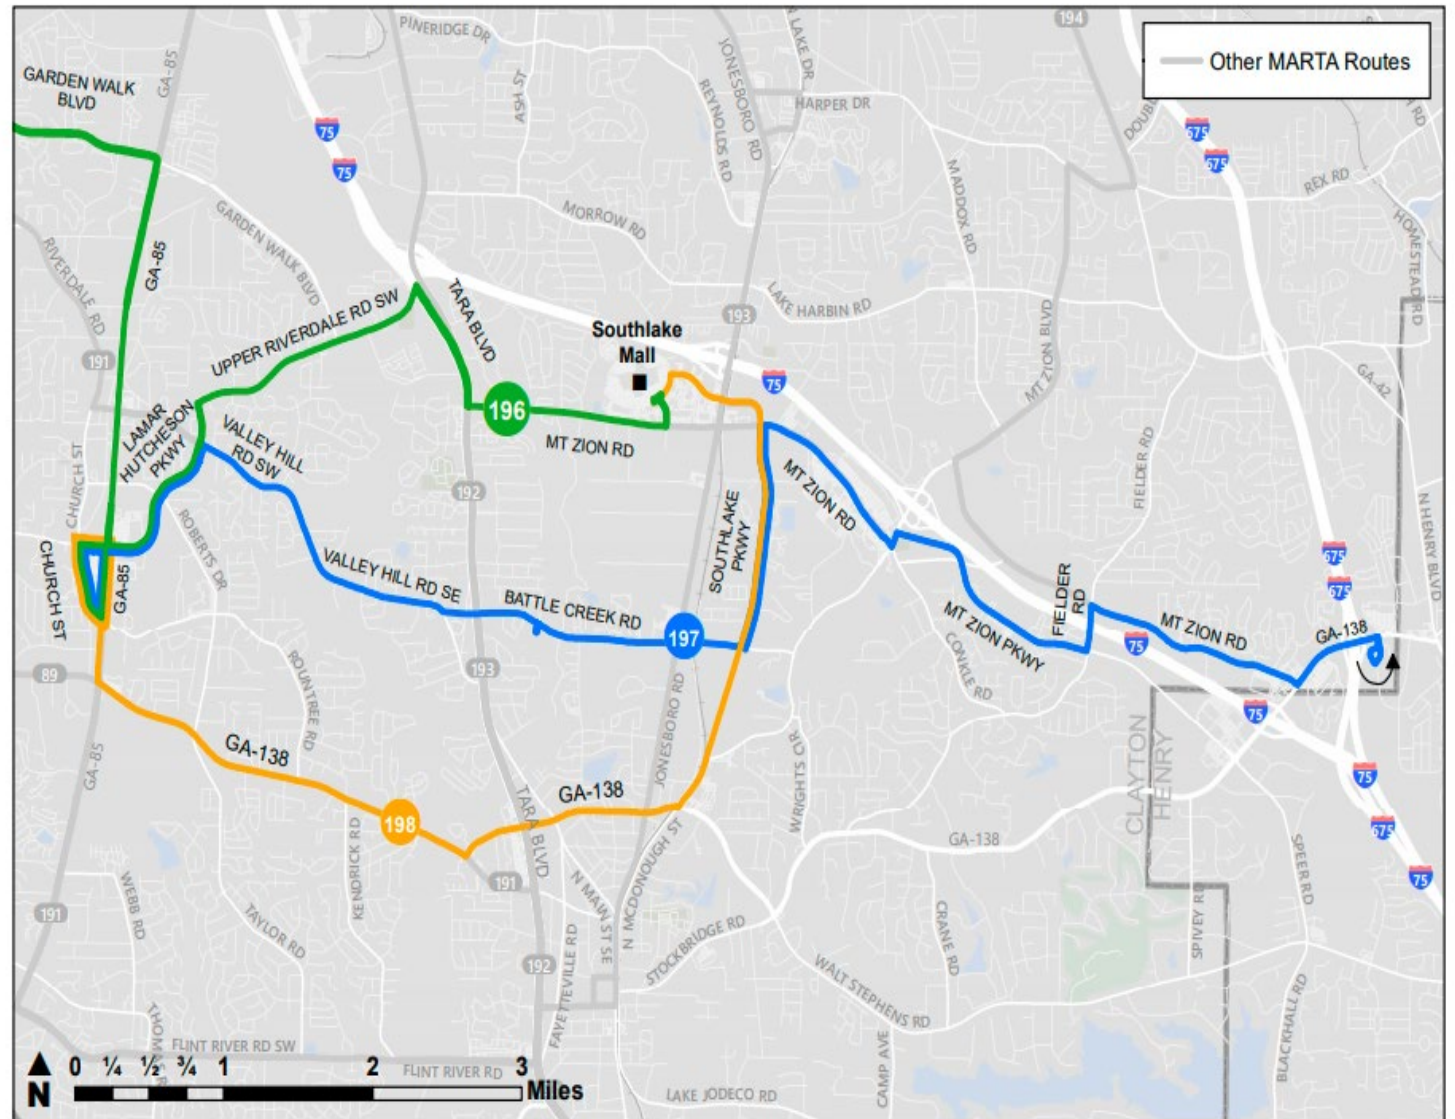 PINERIDGE DR
194
Other MARTA Routes
GARDEN WALK
BLVD
GA-85
ASH ST
JONESBORO RD
N LAKE DR
REYNOLDS RD
HARPER DR
75
75
675
675
REX RD
HOMESTEAD RD
MADDOX RD
MORROW RD
GARDEN WALK BLVD
RIVERDALE RD
GA-85
UPPER RIVERDALE RD SW
TARA BLVD
LAKE HARBIN RD
193
Southlake
Mall
75
MT ZION BLVD
GA-42
191
196
MT ZION RD
LAMAR
HUTCHESON
PKWY
VALLEY HILL
RD SW
CHURCH ST
FIELDER RD
MT ZION RD
192
SOUTHLAKE
PKWY
N HENRY BLVD
ROBERTS DR
CHURCH ST
GA-85
VALLEY HILL RD SE
BATTLE CREEK RD
197
675
675
FIELDER
RD
MT ZION PKWY
75
MT ZION RD
GA-138
CONKLE RD
89
193
ROUNTREE RD
JONESBORO RD
75
GA-138
GA-85
WRIGHTS CIR
CLAYTON
HENRY
75
675
75
GA-138
198
TARA BLVD
GA-138
KENDRICK RD
191
N MAIN ST SE
N MCDONOUGH ST
SPEER RD
WEBB RD
191
TAYLOR RD
CRANE RD
SPIVEY RD
STOCKBRIDGE RD
192
FAYETTEVILLE RD
WALT STEPHENS RD
BLACKHALL RD
THOMAS R
FLINT RIVER RD SW
FLINT RIVER RD
LAKE JODECO RD
CAMP AVE
N
0 ¼ ½ ¾ 1 2 3
Miles